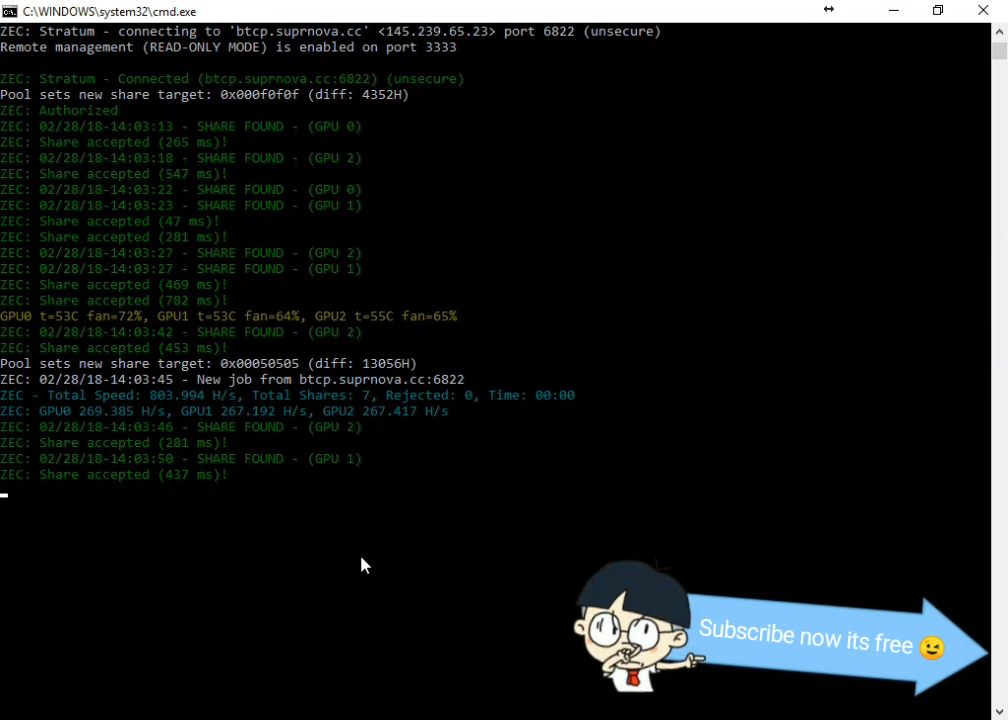 C:\WINDOWS\system32\cmd.exe
ZEC: Stratum - connecting to 'btcp.suprnova.cc' <145.239.65.23> port 6822 (unsecure)
Remote management (READ-ONLY MODE) is enabled on port 3333
ZEC: Stratum - Connected (btcp.suprnova.cc:6822) (unsecure)
Pool sets new share target: 0x000f0f0f (diff: 4352H)
ZEC: Authorized
ZEC: 02/28/18-14:03:13 - SHARE FOUND - (GPU 0)
ZEC: Share accepted (265 ms)!
ZEC: 02/28/18-14:03:18 - SHARE FOUND - (GPU 2)
ZEC: Share accepted (547 ms)!
ZEC: 02/28/18-14:03:22 - SHARE FOUND - (GPU 0)
ZEC: 02/28/18-14:03:23 - SHARE FOUND - (GPU 1)
ZEC: Share accepted (47 ms)!
ZEC: Share accepted (281 ms)!
ZEC: 02/28/18-14:03:27 - SHARE FOUND - (GPU 2)
ZEC: 02/28/18-14:03:27 - SHARE FOUND - (GPU 1)
ZEC: Share accepted (469 ms)!
ZEC: Share accepted (782 ms)!
GPU0 t=53C fan=72%, GPU1 t=53C fan=64%, GPU2 t=55C fan=65%
ZEC: 02/28/18-14:03:42 - SHARE FOUND - (GPU 2)
ZEC: Share accepted (453 ms)!
Pool sets new share target: 0x00050505 (diff: 13056H)
ZEC: 02/28/18-14:03:45 - New job from btcp.suprnova.cc:6822
ZEC - Total Speed: 803.994 H/s, Total Shares: 7, Rejected: 0, Time: 00:00
ZEC: GPU0 269.385 H/s, GPU1 267.192 H/s, GPU2 267.417 H/s
ZEC: 02/28/18-14:03:46 - SHARE FOUND - (GPU 2)
ZEC: Share accepted (281 ms)!
ZEC: 02/28/18-14:03:50 - SHARE FOUND - (GPU 1)
ZEC: Share accepted (437 ms)!
Subscribe now its free 😉